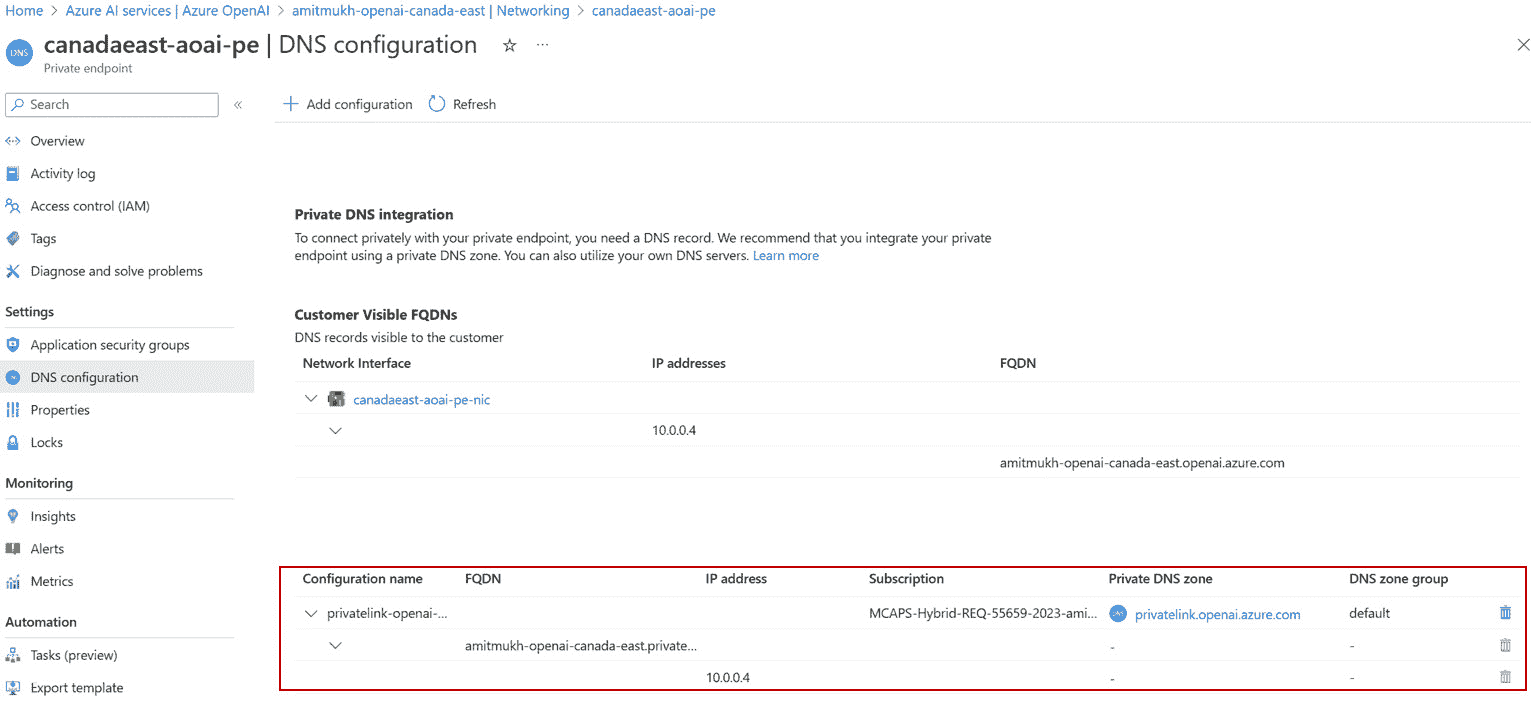 Home > Azure AI services | Azure OpenAI > amitmukh-openai-canada-east | Networking > canadaeast-aoai-pe
DNS
canadaeast-aoai-pe | DNS configuration ☆ ...
Private endpoint
Search «
Overview
Activity log
Access control (IAM)
Tags
Diagnose and solve problems
Settings
Application security groups
DNS configuration
Properties
Locks
Monitoring
Insights
Alerts
Metrics
Automation
Tasks (preview)
Export template
+ Add configuration Refresh
Private DNS integration
To connect privately with your private endpoint, you need a DNS record. We recommend that you integrate your private
endpoint using a private DNS zone. You can also utilize your own DNS servers. Learn more
Customer Visible FQDNs
DNS records visible to the customer
Network Interface IP addresses FQDN
canadaeast-aoai-pe-nic
10.0.0.4
amitmukh-openai-canada-east.openai.azure.com
Configuration name FQDN IP address Subscription Private DNS zone DNS zone group
privatelink-openai-... MCAPS-Hybrid-REQ-55659-2023-ami... privatelink.openai.azure.com default
amitmukh-openai-canada-east.private... - -
10.0.0.4 - -